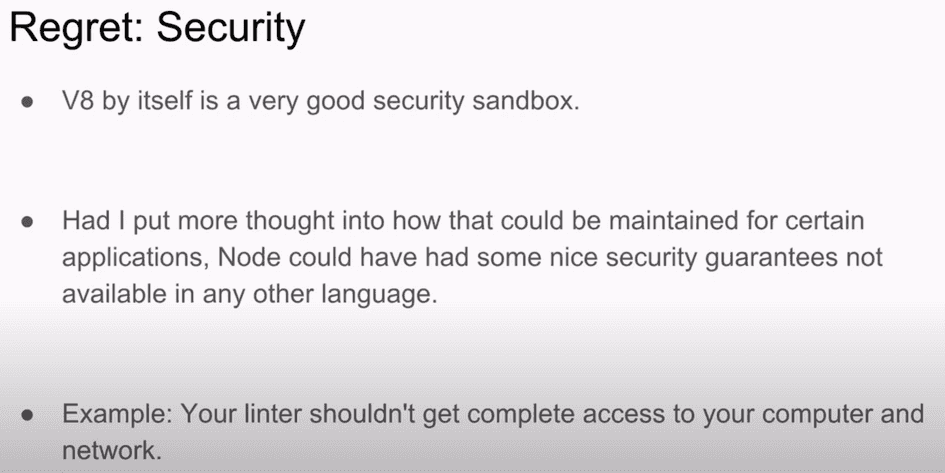 Regret: Security
● V8 by itself is a very good security sandbox.
● Had I put more thought into how that could be maintained for certain
applications, Node could have had some nice security guarantees not
available in any other language.
● Example: Your linter shouldn't get complete access to your computer and
network.